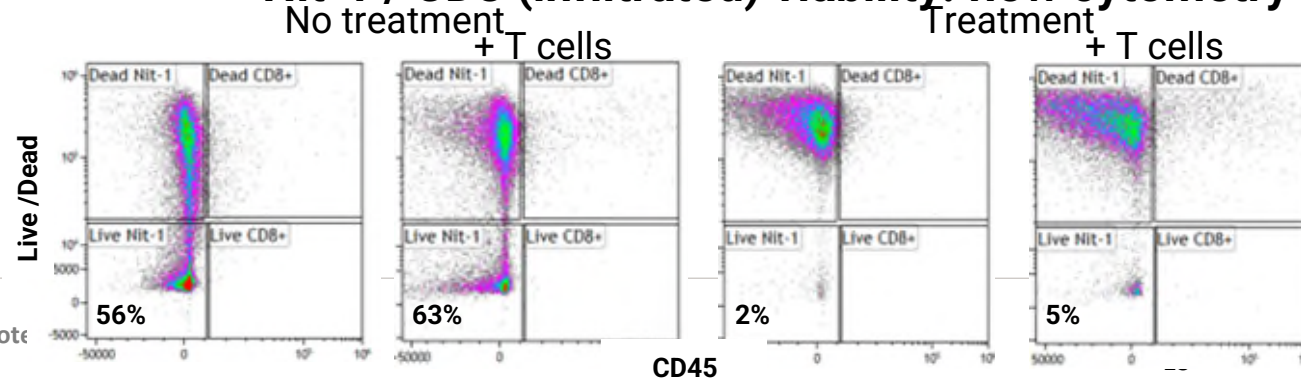 No treatment
Treatment
+ T cells
+ T cells
Dead Nit-1 Dead CD8+
Dead Nit-1 Dead CD8+
Dead Nit-1 Dead CD8+
Dead Nit-1 Dead CD8+
Live /Dead
Live Nit-1 Live CD8+
Live Nit-1 Live CD8+
Live Nit-1 Live CD8+
Live Nit-1 Live CD8+
5000
0
-5000
56%
63%
2%
5%
-50000 0
-50000 0
0
50000 0
CD45